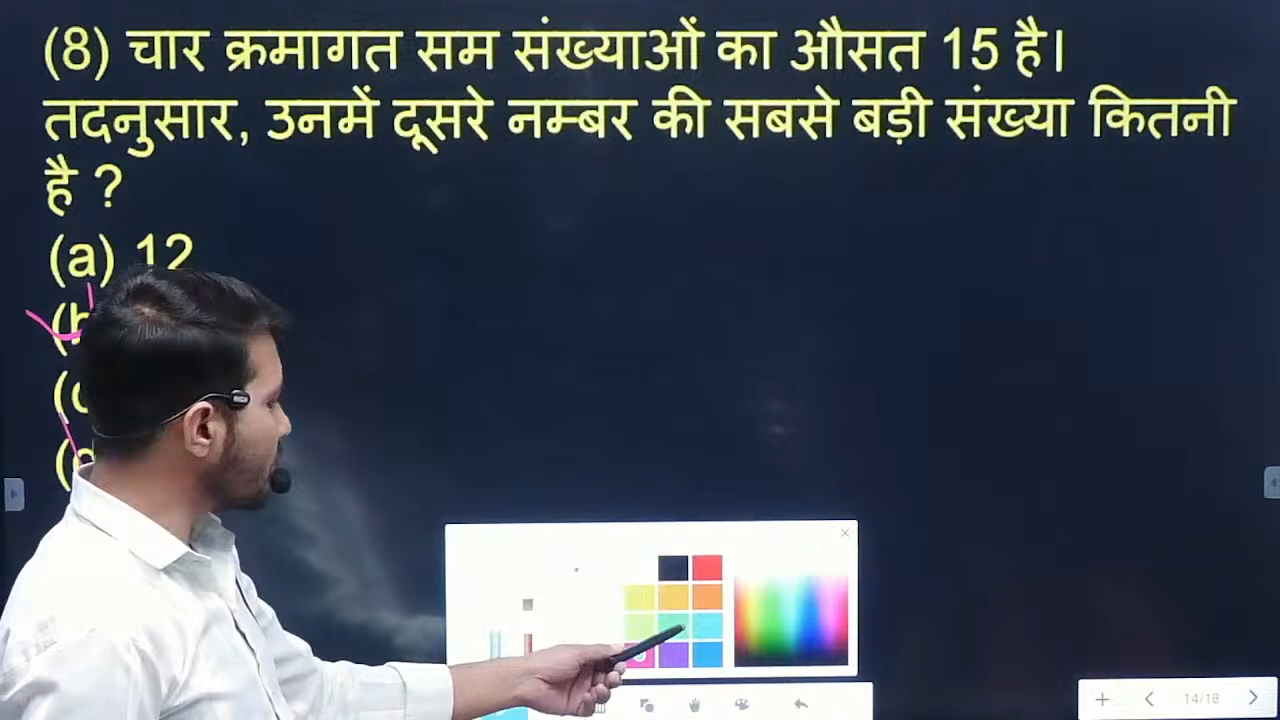 (8) चार क्रमागत सम संख्याओं का औसत 15 है।
तदनुसार, उनमें दूसरे नम्बर की सबसे बड़ी संख्या कितनी
है ?
(a) 12
14/18